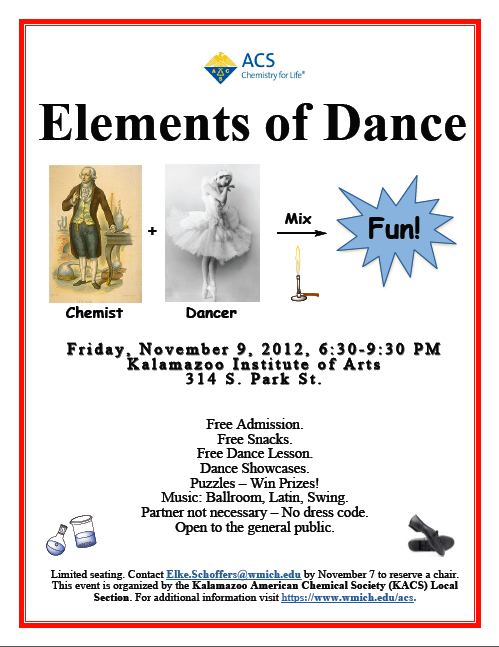 ACS
Chemistry for Life®
Elements of Dance
+
Mix
Fun!
Chemist
Dancer
Friday, November 9, 2012, 6:30-9:30 PM
Kalamazoo Institute of Arts
314 S. Park St.
Free Admission.
Free Snacks.
Free Dance Lesson.
Dance Showcases.
Puzzles – Win Prizes!
Music: Ballroom, Latin, Swing.
Partner not necessary – No dress code.
Open to the general public.
Limited seating. Contact Elke.Schoffers@wmich.edu by November 7 to reserve a chair.
This event is organized by the Kalamazoo American Chemical Society (KACS) Local
Section. For additional information visit https://www.wmich.edu/acs.